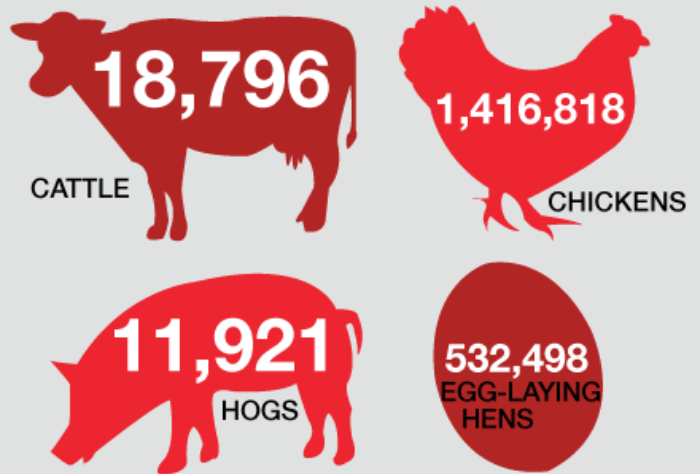 18,796
CATTLE
1,416,818
CHICKENS
11,921
HOGS
532,498
EGG-LAYING
HENS